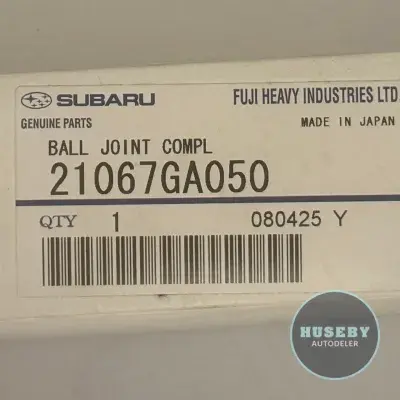 SUBARU
FUJI HEAVY INDUSTRIES LTD.
GENUINE PARTS
MADE IN JAPAN
BALL JOINT COMPL
21067GA050
QTY 1 080425 Y
HUSEBY
AUTODELER